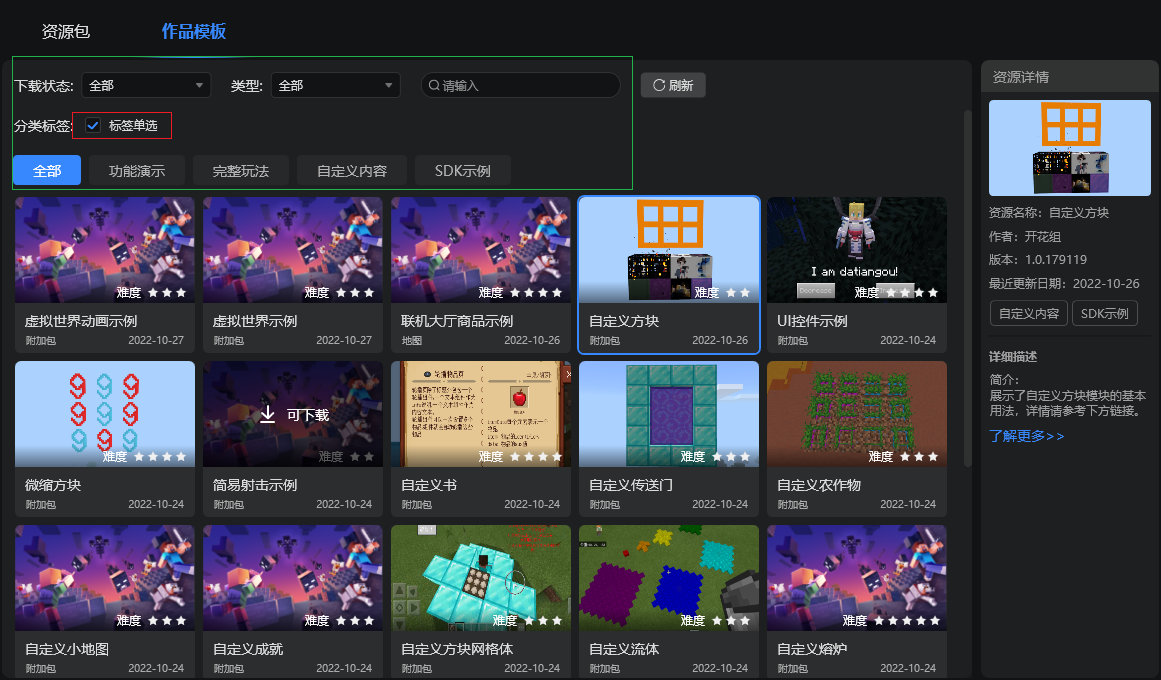 资源包 作品模板
下载状态: 全部 类型: 全部 请输入 刷新
分类标签: 标签单选
全部 功能演示 完整玩法 自定义内容 SDK示例
难度 ★★★
虚拟世界动画示例
附加包 2022-10-27
难度 ★★★
虚拟世界示例
附加包 2022-10-27
难度 ★★★★
联机大厅商品示例
地图 2022-10-26
难度 ★★
自定义方块
附加包 2022-10-26
I am datiangou!
Decrease
难度 ★★★★
UI控件示例
附加包 2022-10-24
难度 ★★★★
微缩方块
附加包 2022-10-24
可下载
难度 ★★
简易射击示例
附加包 2022-10-24
难度 ★★★★
自定义书
附加包 2022-10-24
难度 ★★★
自定义传送门
附加包 2022-10-24
难度 ★★★
自定义农作物
附加包 2022-10-24
难度 ★★★
自定义小地图
附加包 2022-10-24
难度 ★★★
自定义成就
附加包 2022-10-24
难度 ★★★
自定义方块网格体
附加包 2022-10-24
难度 ★★★
自定义流体
附加包 2022-10-24
难度 ★★★★★
自定义熔炉
附加包 2022-10-24
资源详情
资源名称: 自定义方块
作者: 开花组
版本: 1.0.179119
最近更新日期: 2022-10-26
自定义内容 SDK示例
详细描述
简介:
展示了自定义方块模块的基本
用法，详情请参考下方链接。
了解更多>>